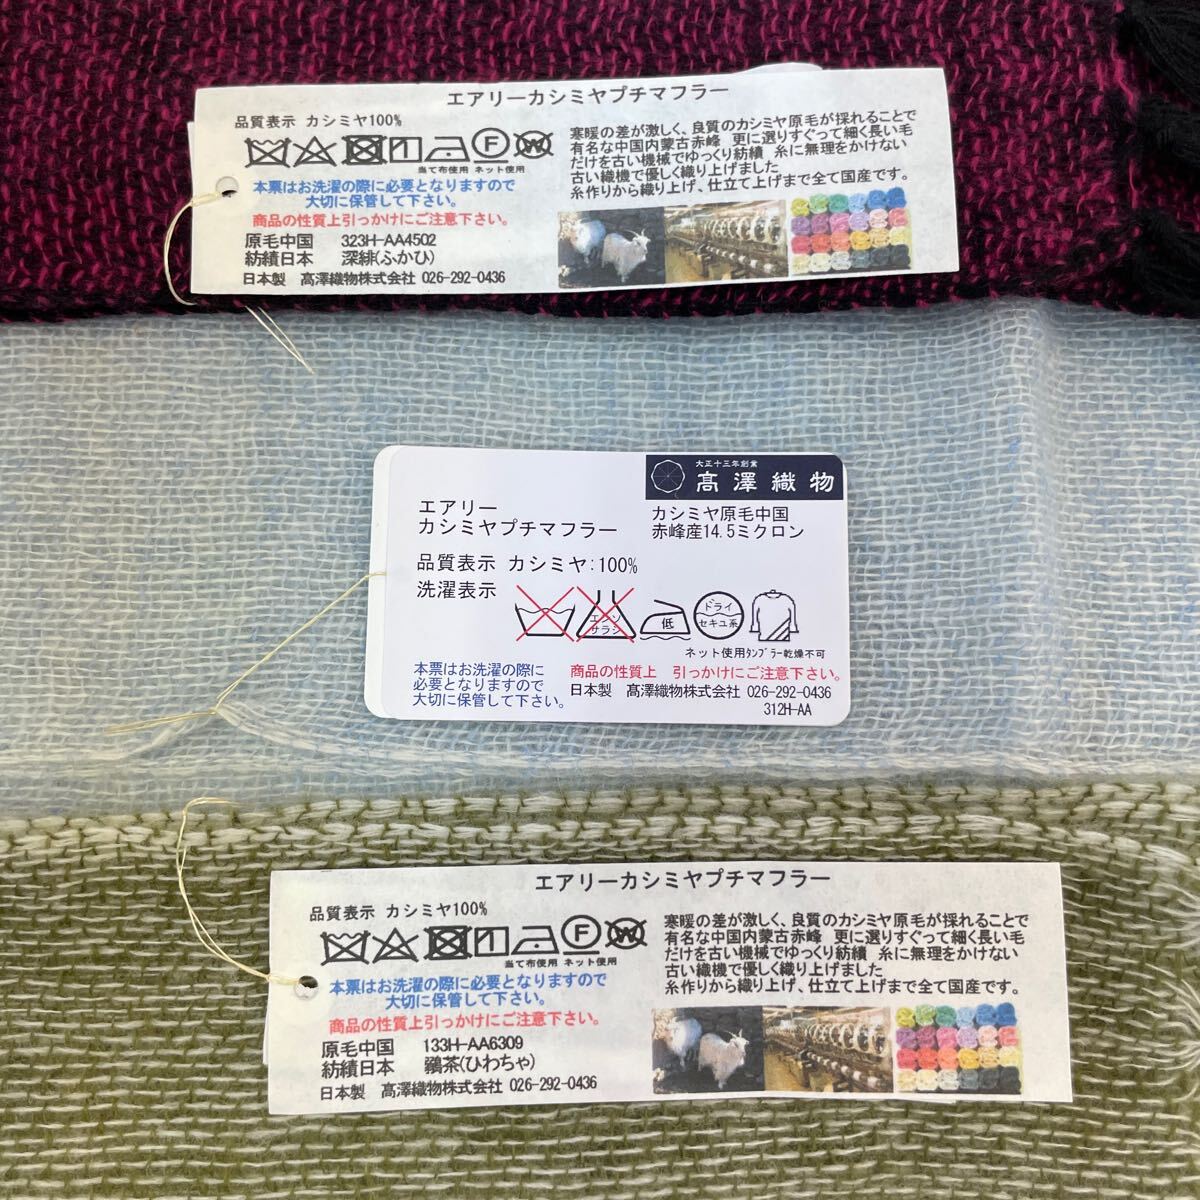 エアリーカシミヤプチマフラー
品質表示 カシミヤ100%
F W
当て布使用 ネット使用
本票はお洗濯の際に必要となりますので
大切に保管して下さい。
商品の性質上引っかけにご注意下さい。
原毛中国 323H-AA4502
紡績日本 深緋(ふかひ)
日本製 髙澤織物株式会社 026-292-0436
寒暖の差が激しく、良質のカシミヤ原毛が採れることで
有名な中国内蒙古赤峰 更に選りすぐって細く長い毛
だけを古い機械でゆっくり紡績 糸に無理をかけない
古い織機で優しく織り上げました
糸作りから織り上げ、仕立て上げまで全て国産です。
大正十三年創業
髙澤織物
エアリー
カシミヤプチマフラー
カシミヤ原毛中国
赤峰産14.5ミクロン
品質表示 カシミヤ:100%
洗濯表示
エンソ
サラシ
低
ドライ
セキユ系
ネット使用タンブラー乾燥不可
本票はお洗濯の際に
必要となりますので
大切に保管して下さい。
商品の性質上 引っかけにご注意下さい。
日本製 髙澤織物株式会社 026-292-0436
312H-AA
エアリーカシミヤプチマフラー
品質表示 カシミヤ100%
F W
当て布使用 ネット使用
本票はお洗濯の際に必要となりますので
大切に保管して下さい。
商品の性質上引っかけにご注意下さい。
原毛中国 133H-AA6309
紡績日本 鶸茶(ひわちゃ)
日本製 髙澤織物株式会社 026-292-0436
寒暖の差が激しく、良質のカシミヤ原毛が採れることで
有名な中国内蒙古赤峰 更に選りすぐって細く長い毛
だけを古い機械でゆっくり紡績 糸に無理をかけない
古い織機で優しく織り上げました
糸作りから織り上げ、仕立て上げまで全て国産です。